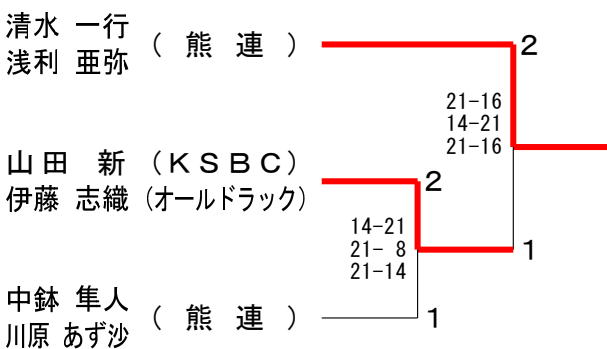 清水 一行
浅利 亜弥
( 熊 連 )
2
21-16
14-21
21-16
山田 新 (KSBC)
伊藤 志織 (オールドラック)
2
14-21
21- 8
21-14
1
中鉢 隼人
川原 あず沙
( 熊 連 )
1